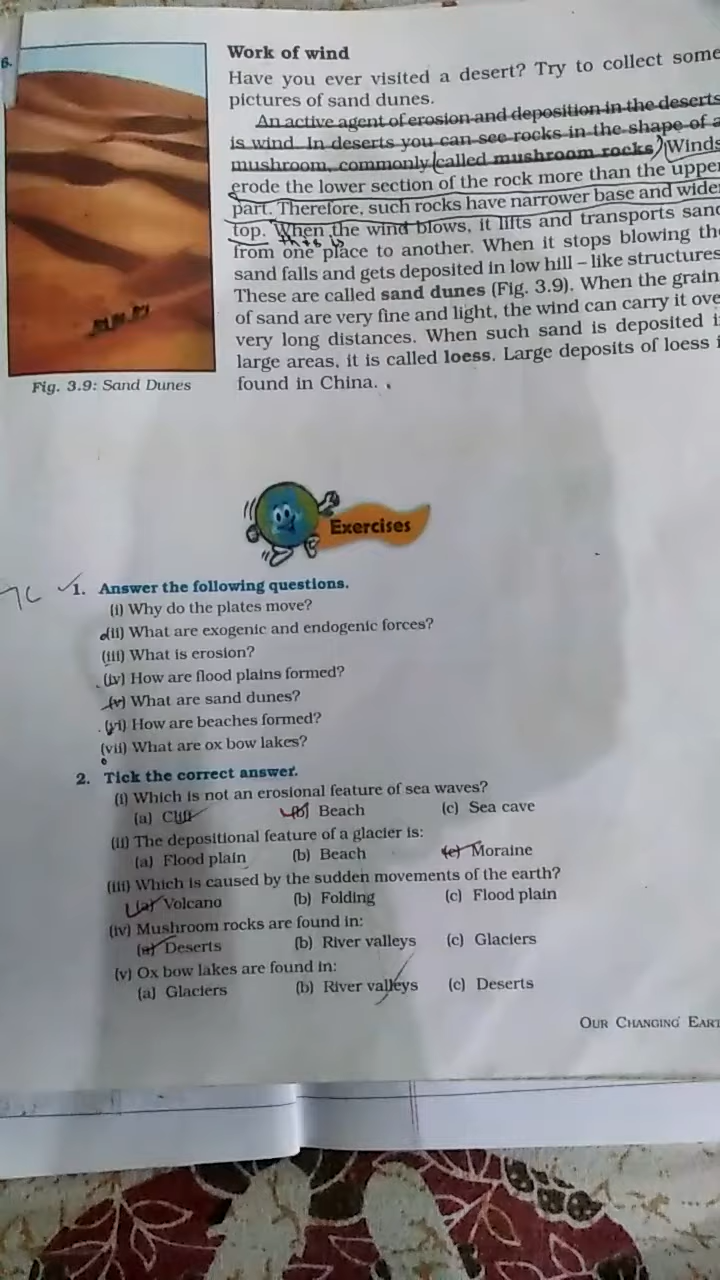 6.
Work of wind
Have you ever visited a desert? Try to collect some
pictures of sand dunes.
An active agent of erosion and deposition in the deserts
is wind. In deserts you can see rocks in the shape of a
mushroom, commonly called mushroom rocks. Winds
erode the lower section of the rock more than the upper
part. Therefore, such rocks have narrower base and wider
top. When the wind blows, it lifts and transports sand
this is
from one place to another. When it stops blowing the
sand falls and gets deposited in low hill – like structures
These are called sand dunes (Fig. 3.9). When the grain
of sand are very fine and light, the wind can carry it over
very long distances. When such sand is deposited
large areas, it is called loess. Large deposits of loess
found in China.
Fig. 3.9: Sand Dunes
Exercises
1. Answer the following questions.
(i) Why do the plates move?
(ii) What are exogenic and endogenic forces?
(iii) What is erosion?
(iv) How are flood plains formed?
(v) What are sand dunes?
(vi) How are beaches formed?
(vii) What are ox bow lakes?
2. Tick the correct answer.
(i) Which is not an erosional feature of sea waves?
(a) Cliff (b) Beach (c) Sea cave
(ii) The depositional feature of a glacier is:
(a) Flood plain (b) Beach (c) Moraine
(iii) Which is caused by the sudden movements of the earth?
(a) Volcano (b) Folding (c) Flood plain
(iv) Mushroom rocks are found in:
(a) Deserts (b) River valleys (c) Glaciers
(v) Ox bow lakes are found in:
(a) Glaciers (b) River valleys (c) Deserts
OUR CHANGING EART